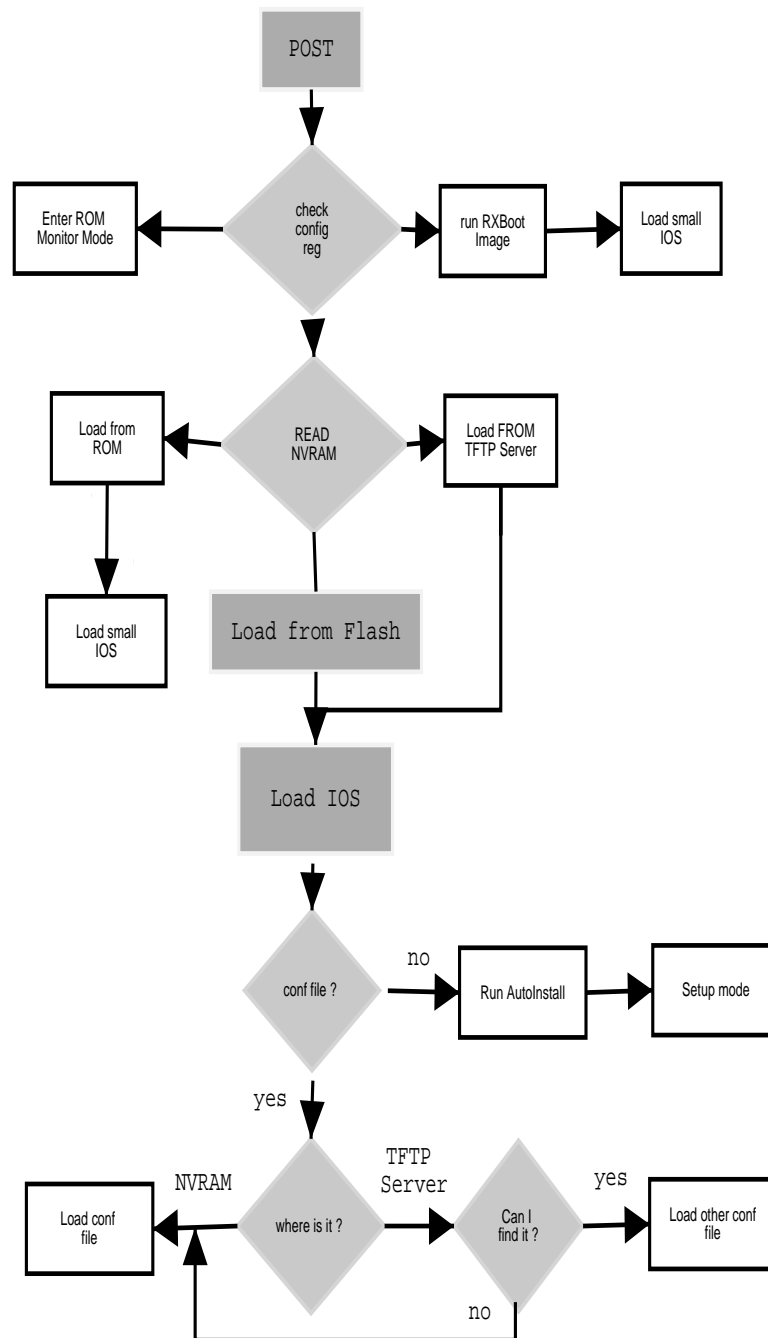 POST
check
config
reg
Enter ROM
Monitor Mode
run RXBoot
Image
Load small
IOS
Load from
ROM
READ
NVRAM
Load FROM
TFTP Server
Load small
IOS
Load from Flash
Load IOS
conf file ?
no
Run AutoInstall
Setup mode
yes
NVRAM
TFTP
Server
yes
Load conf
file
where is it ?
Can I
find it ?
Load other conf
file
no